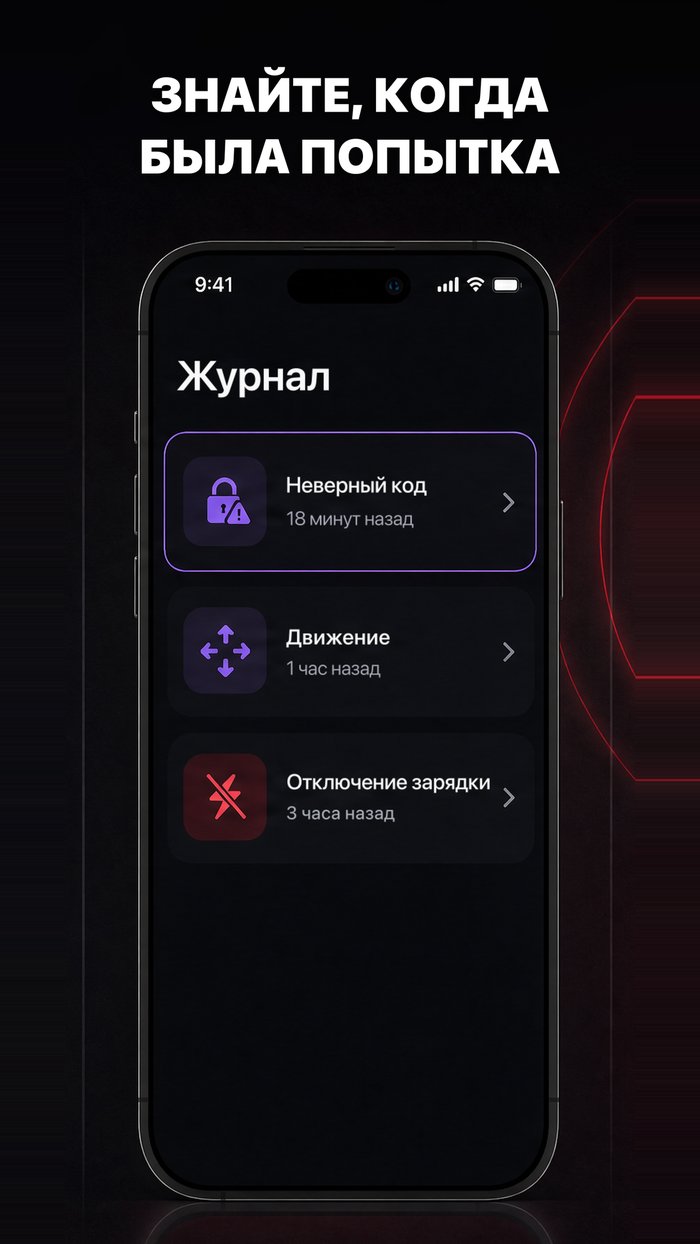 ЗНАЙТЕ, КОГДА
БЫЛА ПОПЫТКА
9:41
Журнал
Неверный код
18 минут назад
Движение
1 час назад
Отключение зарядки
3 часа назад